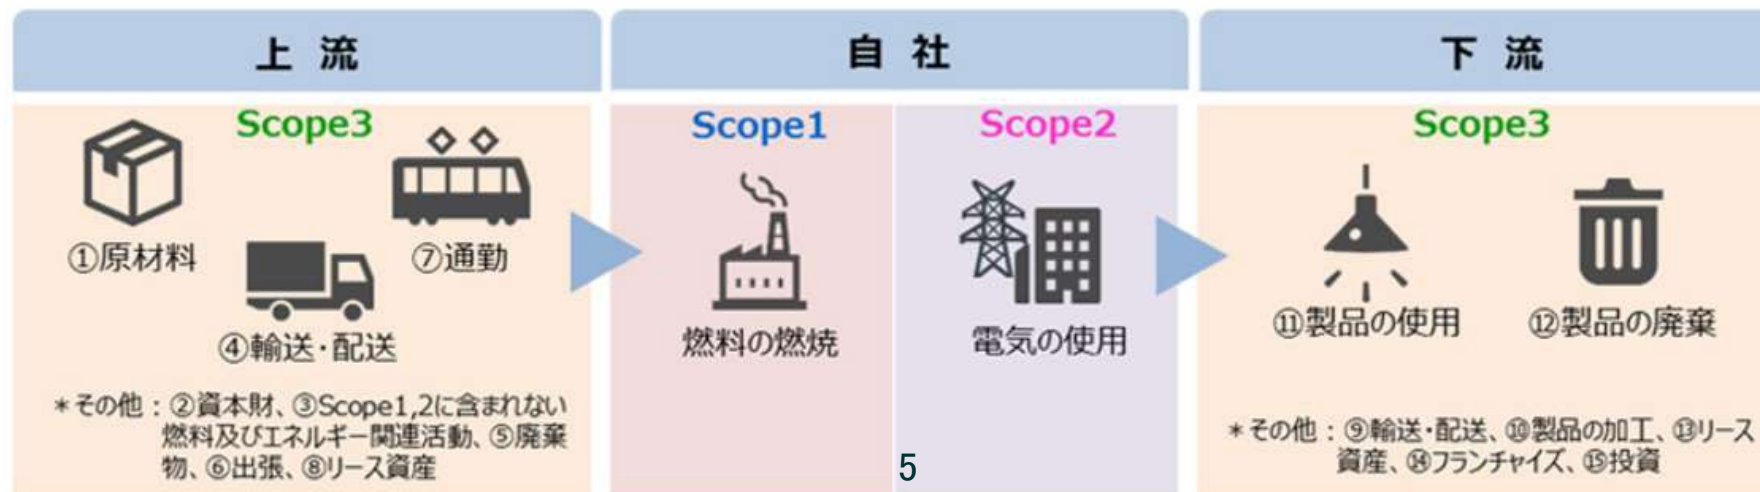 上 流
Scope3
①原材料
⑦通勤
④輸送・配送
＊その他：②資本財、③Scope1,2に含まれない
燃料及びエネルギー関連活動、⑤廃棄
物、⑥出張、⑧リース資産
自 社
Scope1
燃料の燃焼
Scope2
電気の使用
下 流
Scope3
⑪製品の使用
⑫製品の廃棄
＊その他：⑨輸送・配送、⑩製品の加工、⑬リース
資産、⑭フランチャイズ、⑮投資
5